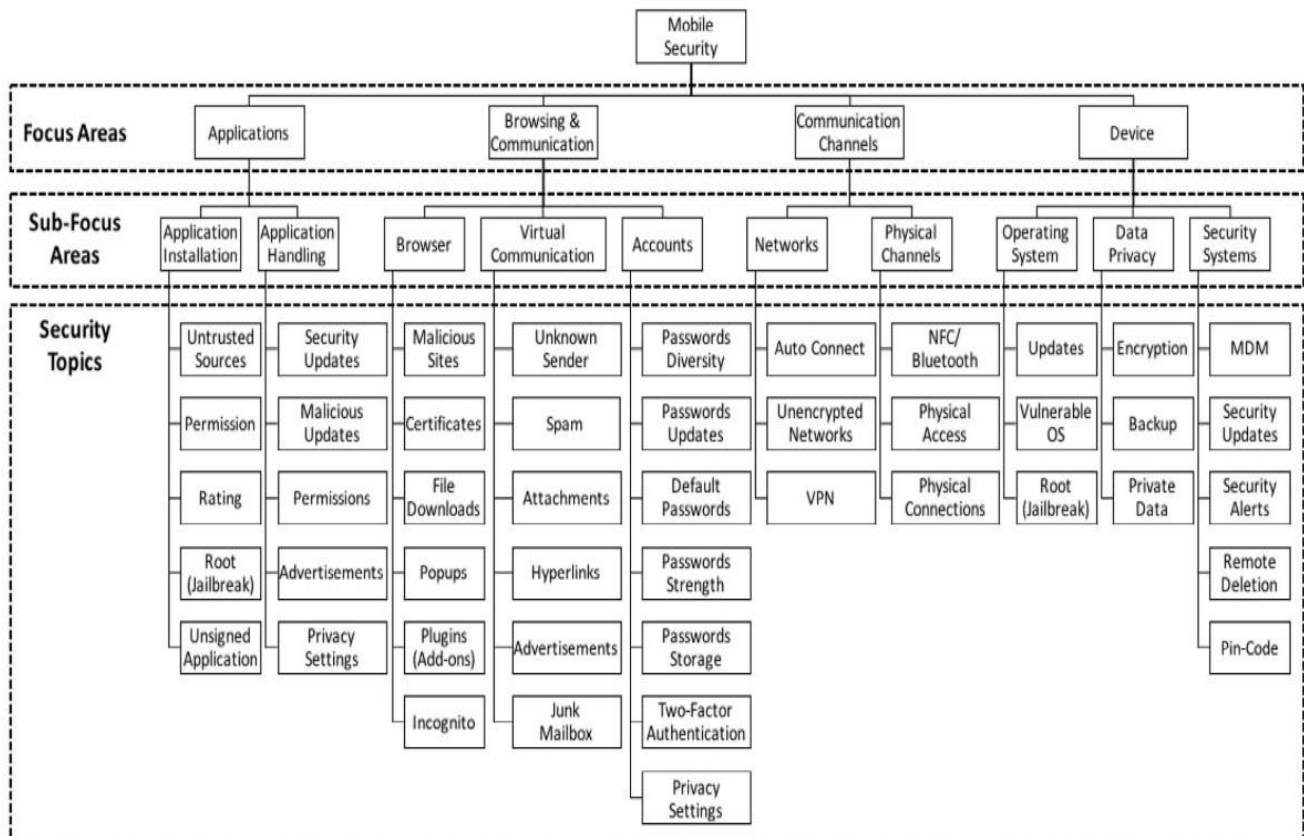 Mobile
Security
Focus Areas
Applications
Browsing &
Communication
Communication
Channels
Device
Sub-Focus
Areas
Application
Installation
Application
Handling
Browser
Virtual
Communication
Accounts
Networks
Physical
Channels
Operating
System
Data
Privacy
Security
Systems
Security
Topics
Untrusted
Sources
Permission
Rating
Root
(Jailbreak)
Unsigned
Application
Security
Updates
Malicious
Updates
Permissions
Advertisements
Privacy
Settings
Malicious
Sites
Certificates
File
Downloads
Popups
Plugins
(Add-ons)
Incognito
Unknown
Sender
Spam
Attachments
Hyperlinks
Advertisements
Junk
Mailbox
Passwords
Diversity
Passwords
Updates
Default
Passwords
Passwords
Strength
Passwords
Storage
Two-Factor
Authentication
Privacy
Settings
Auto Connect
Unencrypted
Networks
VPN
NFC/
Bluetooth
Physical
Access
Physical
Connections
Updates
Vulnerable
OS
Root
(Jailbreak)
Encryption
Backup
Private
Data
MDM
Security
Updates
Security
Alerts
Remote
Deletion
Pin-Code